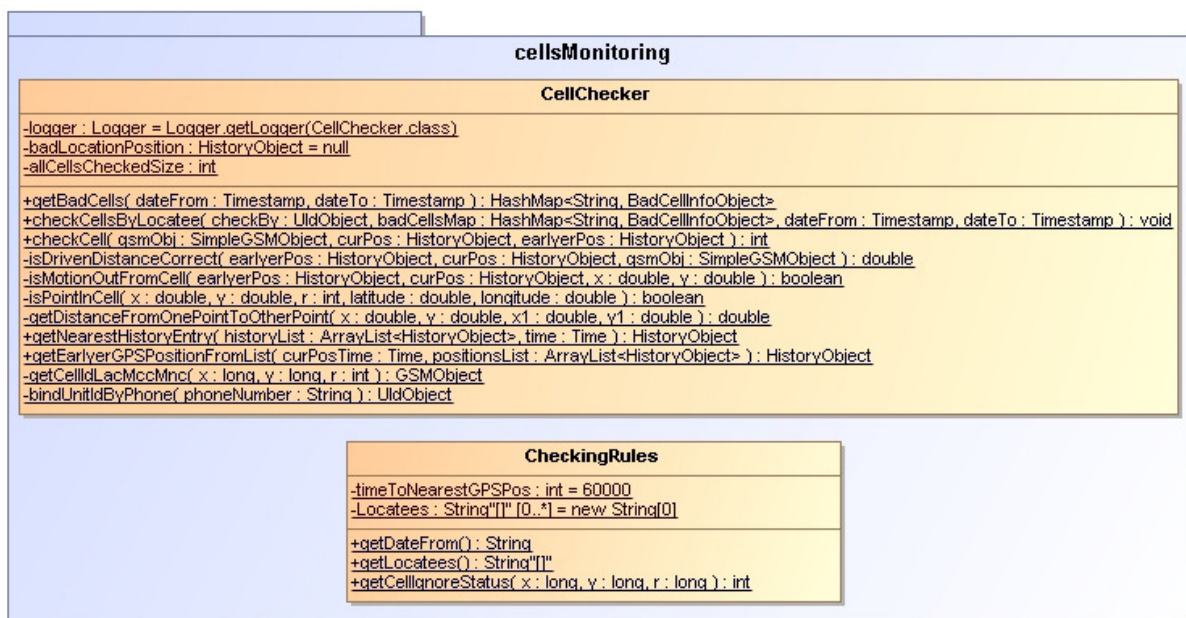 cellsMonitoring
CellChecker
-logger : Logger = Logger.getLogger(CellChecker.class)
-badLocationPosition : HistoryObject = null
-allCellsCheckedSize : int
+getBadCells( dateFrom : Timestamp, dateTo : Timestamp ) : HashMap<String, BadCellInfoObject>
+checkCellsByLocatee( checkBy : UIdObject, badCellsMap : HashMap<String, BadCellInfoObject>, dateFrom : Timestamp, dateTo : Timestamp ) : void
+checkCell( gsmObj : SimpleGSMObject, curPos : HistoryObject, earlyerPos : HistoryObject ) : int
-isDrivenDistanceCorrect( earlyerPos : HistoryObject, curPos : HistoryObject, gsmObj : SimpleGSMObject ) : double
-isMotionOutFromCell( earlyerPos : HistoryObject, curPos : HistoryObject, x : double, y : double ) : boolean
-isPointInCell( x : double, y : double, r : int, latitude : double, longitude : double ) : boolean
-getDistanceFromOnePointToOtherPoint( x : double, y : double, x1 : double, y1 : double ) : double
+getNearestHistoryEntry( historyList : ArrayList<HistoryObject>, time : Time ) : HistoryObject
+getEarlyerGPSPositionFromList( curPosTime : Time, positionsList : ArrayList<HistoryObject> ) : HistoryObject
-getCellIdLacMccMnc( x : long, y : long, r : int ) : GSMObject
-bindUnitIdByPhone( phoneNumber : String ) : UIdObject
CheckingRules
-timeToNearestGPSPos : int = 60000
-Locatees : String"[]" [0..*] = new String[0]
+getDateFrom() : String
+getLocatees() : String"[]"
+getCellIgnoreStatus( x : long, y : long, r : long ) : int